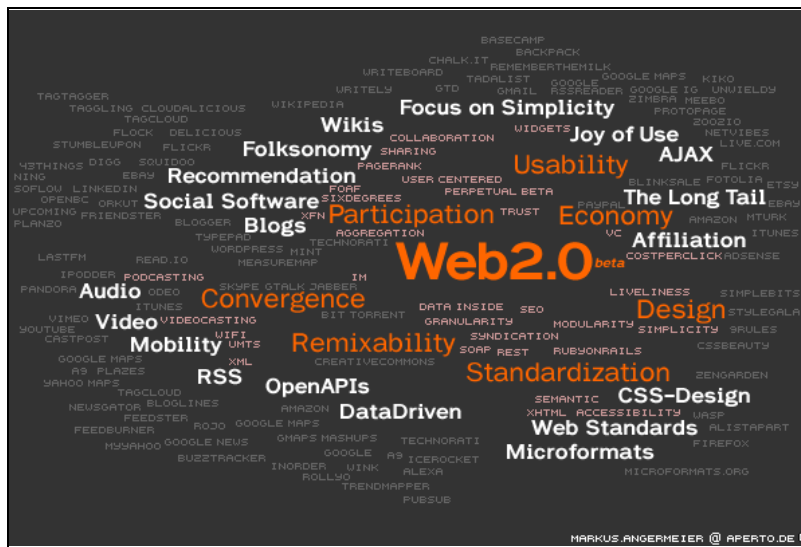 BASECAMP
BACKPACK
CHALK.IT REMEMBERTHEMILK
WRITEBOARD TADALIST GOOGLE GOOGLE MAPS KIKO
WRITELY GTD GMAIL RSSREADER GOOGLE IG UNWIELDY
TAGTAGGER ZIMBRA MEEBO
TAGGLING CLOUDALICIOUS WIKIPEDIA Focus on Simplicity PROTOPAGE
TAGCLOUD Wikis WIDGETS ZOOZIO
FLOCK DELICIOUS COLLABORATION Joy of Use NETVIBES
STUMBLEUPON FLICKR Folksonomy SHARING LIVE.COM
43THINGS DIGG SQUIDOO PAGERANK Usability AJAX FLICKR
NING EBAY Recommendation USER CENTERED BLINKSALE FOTOLIA ETSY
SOFLOW LINKEDIN FOAF PERPETUAL BETA
OPENBC ORKUT Social Software SIXDEGREES PAYPAL The Long Tail EBAY
UPCOMING FRIENDSTER XFN Participation TRUST Economy AMAZON MTURK
PLANZO BLOGGER Blogs AGGREGATION VC ITUNES
TYPEPAD TECHNORATI Affiliation
WORDPRESS MINT Web2.0 beta COSTPERCLICK ADSENSE
LASTFM READ.IO MEASUREMAP
IPODDER PODCASTING IM
PANDORA Audio ODEO SKYPE GTALK JABBER LIVELINESS SIMPLEBITS
ITUNES Convergence DATA INSIDE SEO Design STYLEGALA
VIMEO Video VIDEOCASTING BIT TORRENT GRANULARITY MODULARITY SIMPLICITY 9RULES
YOUTUBE WIFI SYNDICATION
CASTPOST Mobility UMTS Remixability SOAP REST RUBYONRAILS CSSBEAUTY
GOOGLE MAPS XML CREATIVECOMMONS
A9 PLAZES RSS Standardization ZENGARDEN
YAHOO MAPS OpenAPIs
TAGCLOUD SEMANTIC CSS-Design
NEWSGATOR BLOGLINES AMAZON DataDriven XHTML ACCESSIBILITY WASP
FEEDSTER Web Standards ALISTAPART
FEEDBURNER ROJO GOOGLE MAPS
MYYAHOO GOOGLE NEWS GMAPS MASHUPS TECHNORATI FIREFOX
BUZZTRACKER GOOGLE A9 ICEROCKET Microformats
INORDER WINK ALEXA MICROFORMATS.ORG
ROLLYO
TRENDMAPPER
PUBSUB
MARKUS.ANGERMEIER @ APERTO.DE